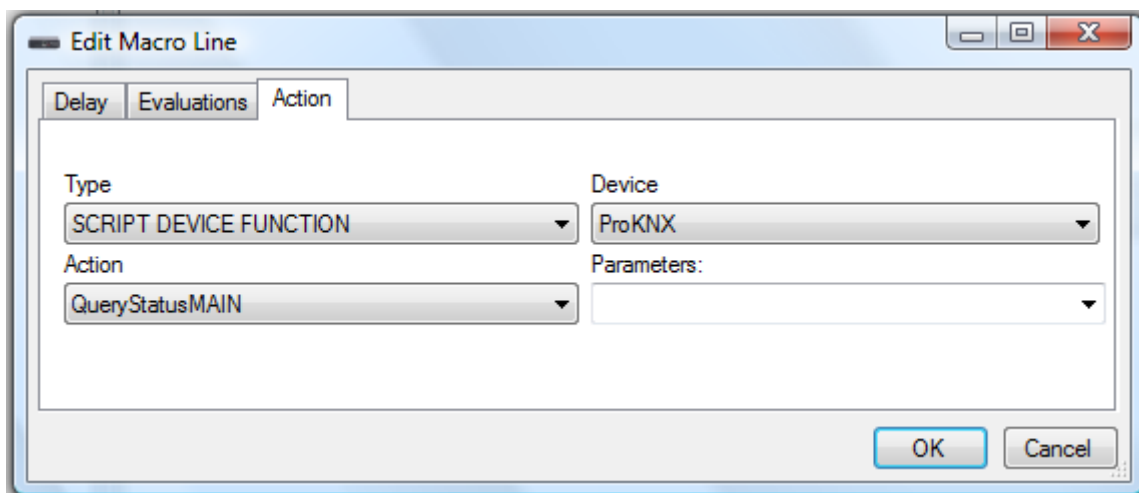 Edit Macro Line
Delay Evaluations Action
Type Device
SCRIPT DEVICE FUNCTION ProKNX
Action Parameters:
QueryStatusMAIN
OK Cancel